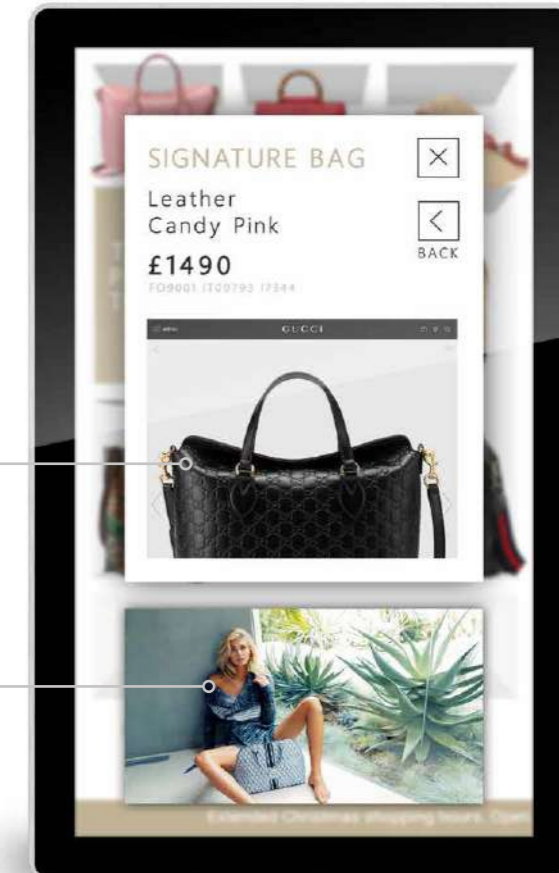 SIGNATURE BAG
Leather
Candy Pink
£1490
BACK
GUCCI
Extended Christmas shopping hours. Open